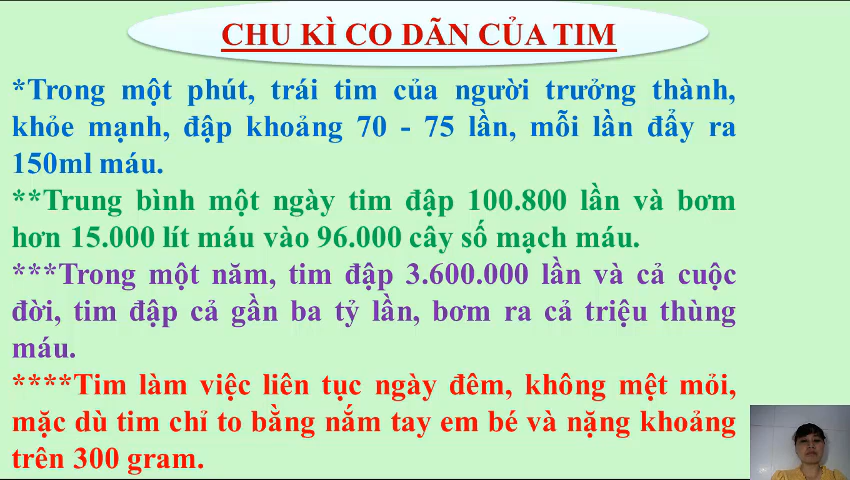 CHU KÌ CO DÃN CỦA TIM
*Trong một phút, trái tim của người trưởng thành,
khỏe mạnh, đập khoảng 70 - 75 lần, mỗi lần đẩy ra
150ml máu.
**Trung bình một ngày tim đập 100.800 lần và bơm
hơn 15.000 lít máu vào 96.000 cây số mạch máu.
***Trong một năm, tim đập 3.600.000 lần và cả cuộc
đời, tim đập cả gần ba tỷ lần, bơm ra cả triệu thùng
máu.
****Tim làm việc liên tục ngày đêm, không mệt mỏi,
mặc dù tim chỉ to bằng nắm tay em bé và nặng khoảng
trên 300 gram.